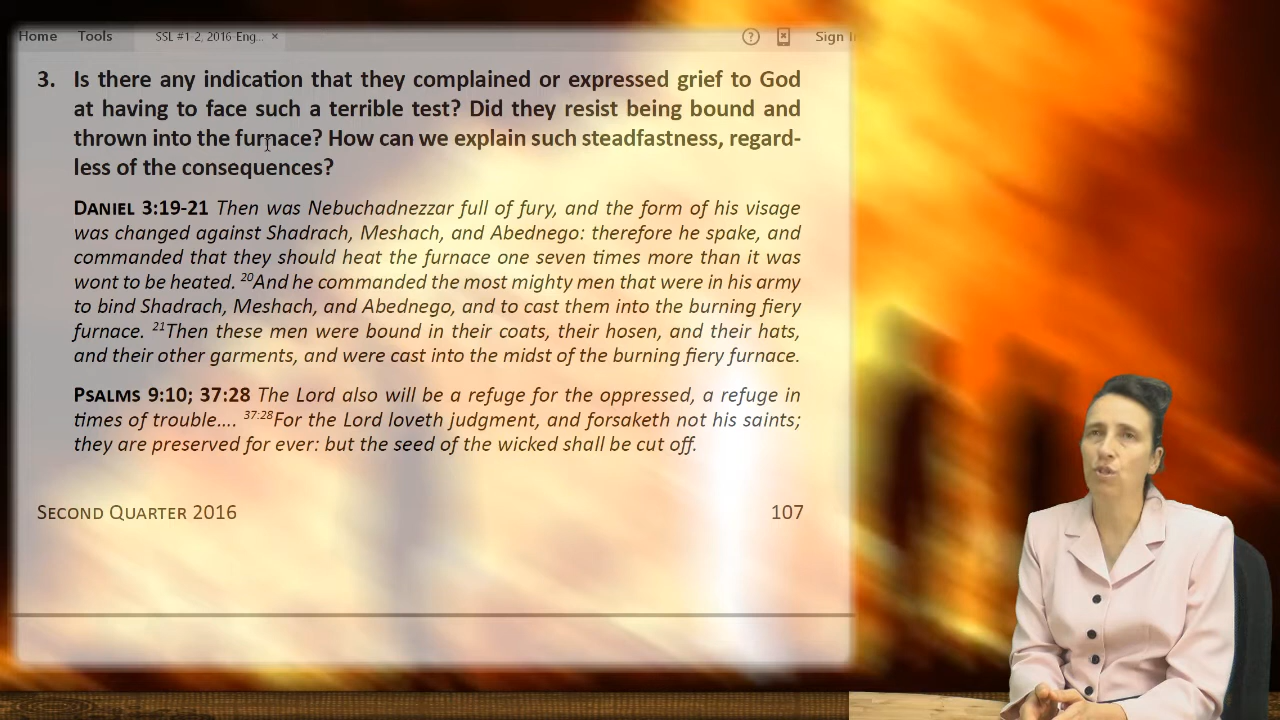 Home Tools SSL #1-2, 2016 Eng... × ? Sign I
3. Is there any indication that they complained or expressed grief to God
at having to face such a terrible test? Did they resist being bound and
thrown into the furnace? How can we explain such steadfastness, regard-
less of the consequences?
DANIEL 3:19-21 Then was Nebuchadnezzar full of fury, and the form of his visage
was changed against Shadrach, Meshach, and Abednego: therefore he spake, and
commanded that they should heat the furnace one seven times more than it was
wont to be heated. 20And he commanded the most mighty men that were in his army
to bind Shadrach, Meshach, and Abednego, and to cast them into the burning fiery
furnace. 21Then these men were bound in their coats, their hosen, and their hats,
and their other garments, and were cast into the midst of the burning fiery furnace.
PSALMS 9:10; 37:28 The Lord also will be a refuge for the oppressed, a refuge in
times of trouble.... 37:28For the Lord loveth judgment, and forsaketh not his saints;
they are preserved for ever: but the seed of the wicked shall be cut off.
SECOND QUARTER 2016 107